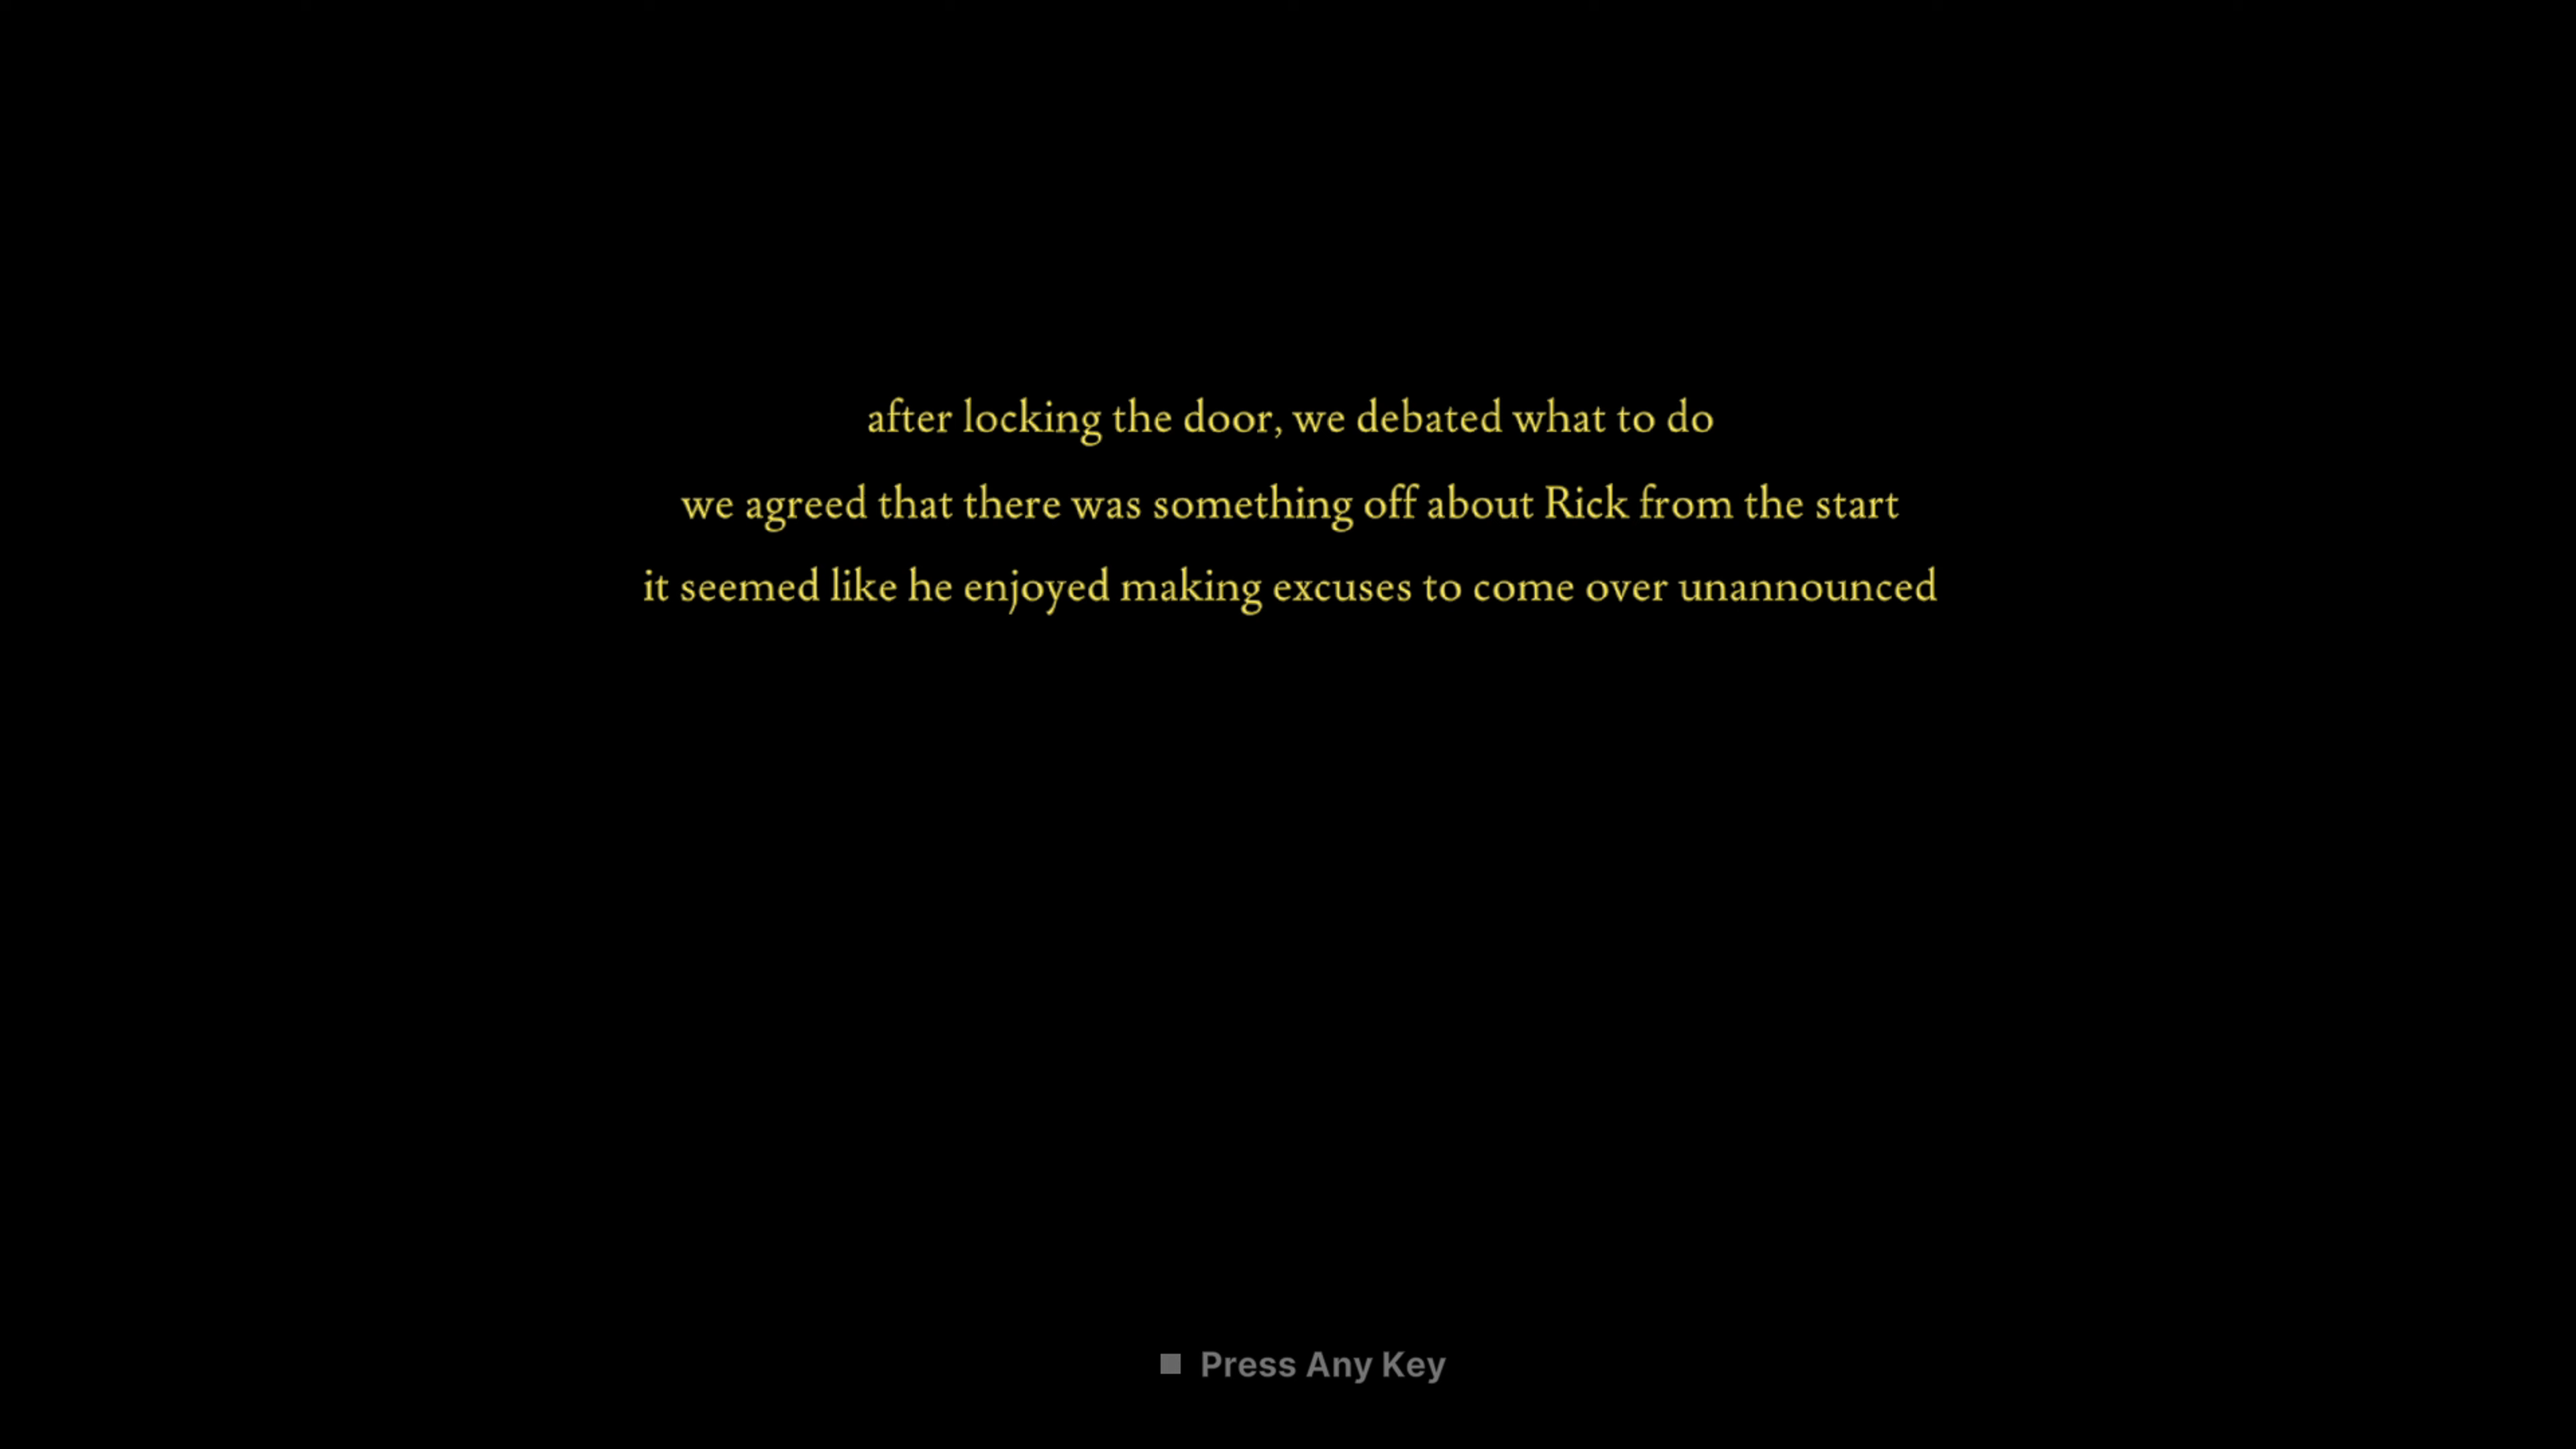 after locking the door, we debated what to do
we agreed that there was something off about Rick from the start
it seemed like he enjoyed making excuses to come over unannounced
Press Any Key